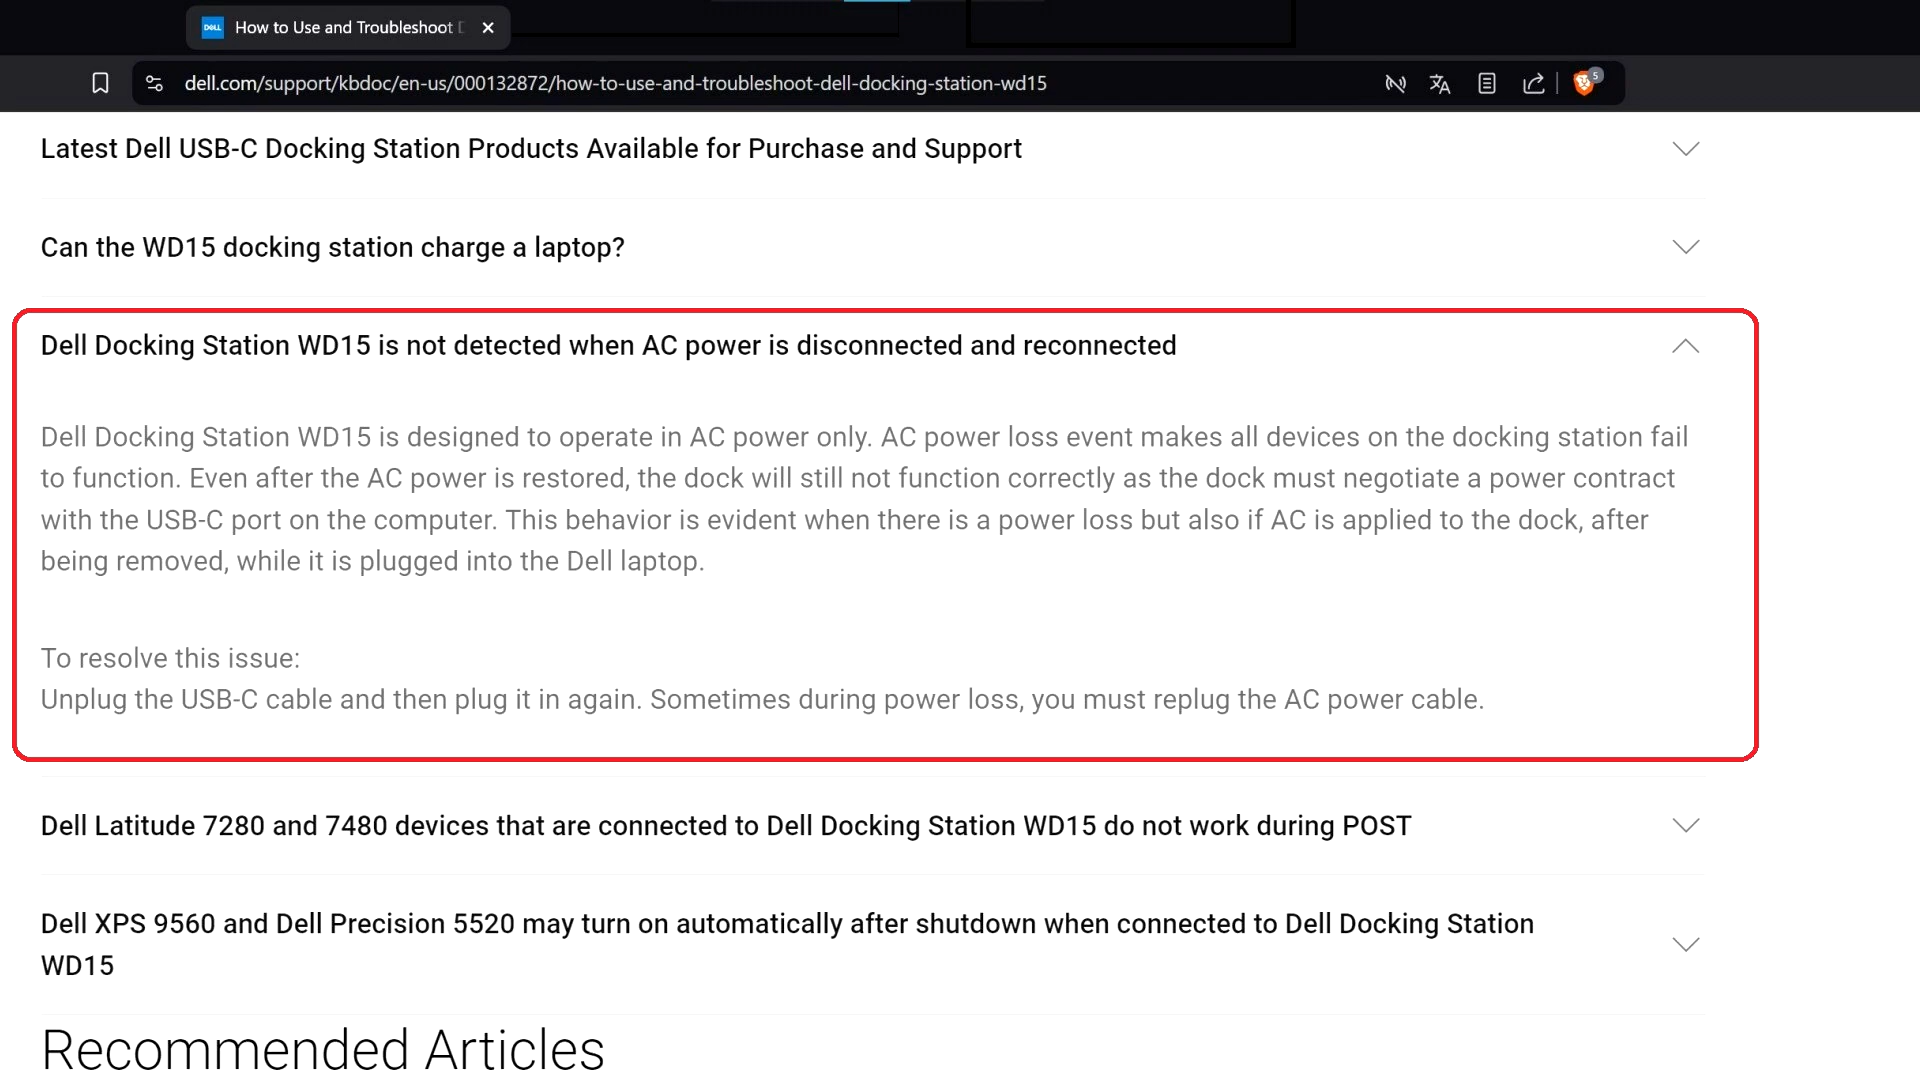 DELL How to Use and Troubleshoot
dell.com/support/kbdoc/en-us/000132872/how-to-use-and-troubleshoot-dell-docking-station-wd15
5
Latest Dell USB-C Docking Station Products Available for Purchase and Support
Can the WD15 docking station charge a laptop?
Dell Docking Station WD15 is not detected when AC power is disconnected and reconnected
Dell Docking Station WD15 is designed to operate in AC power only. AC power loss event makes all devices on the docking station fail
to function. Even after the AC power is restored, the dock will still not function correctly as the dock must negotiate a power contract
with the USB-C port on the computer. This behavior is evident when there is a power loss but also if AC is applied to the dock, after
being removed, while it is plugged into the Dell laptop.
To resolve this issue:
Unplug the USB-C cable and then plug it in again. Sometimes during power loss, you must replug the AC power cable.
Dell Latitude 7280 and 7480 devices that are connected to Dell Docking Station WD15 do not work during POST
Dell XPS 9560 and Dell Precision 5520 may turn on automatically after shutdown when connected to Dell Docking Station
WD15
Recommended Articles